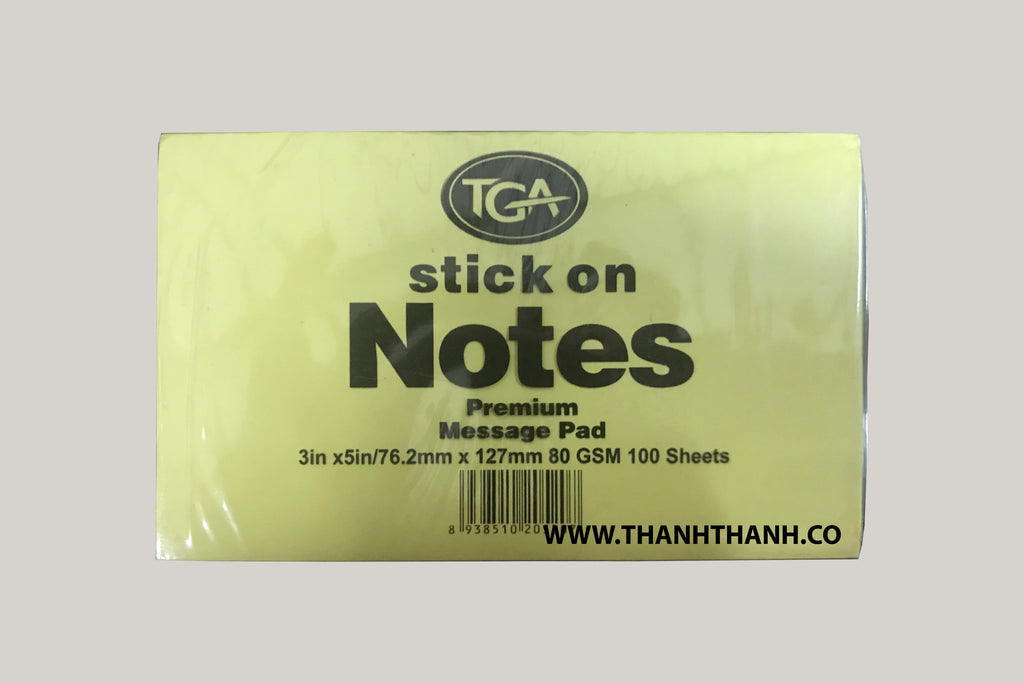 TGA
stick on
Notes
Premium
Message Pad
3in x5in/76.2mm x 127mm 80 GSM 100 Sheets
8 938510 20
WWW.THANHTHANH.CO